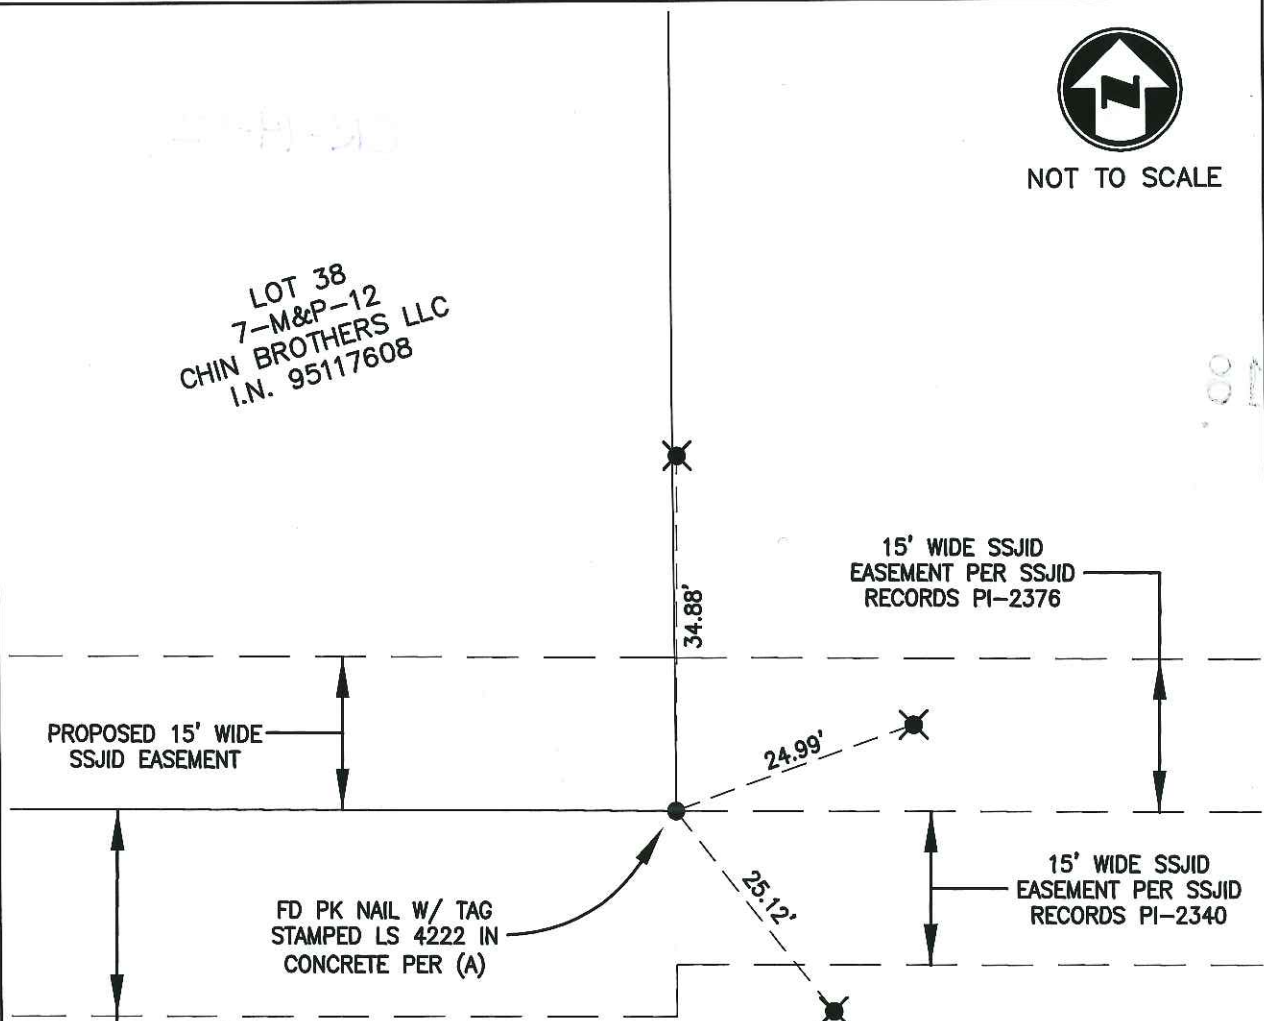 N
NOT TO SCALE
LOT 38
7-M&P-12
CHIN BROTHERS LLC
I.N. 95117608
15' WIDE SSJID
EASEMENT PER SSJID
RECORDS PI-2376
34.88'
PROPOSED 15' WIDE
SSJID EASEMENT
24.99'
25.12'
15' WIDE SSJID
EASEMENT PER SSJID
RECORDS PI-2340
FD PK NAIL W/ TAG
STAMPED LS 4222 IN
CONCRETE PER (A)